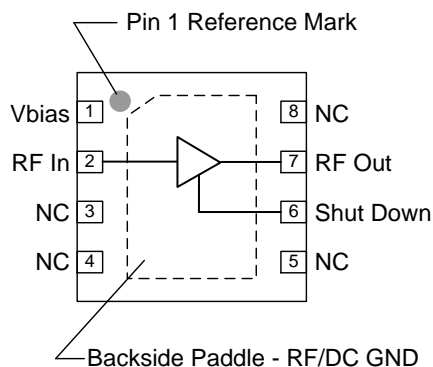 Pin 1 Reference Mark
Vbias 1
8 NC
RF In 2
7 RF Out
NC 3
6 Shut Down
NC 4
5 NC
Backside Paddle - RF/DC GND